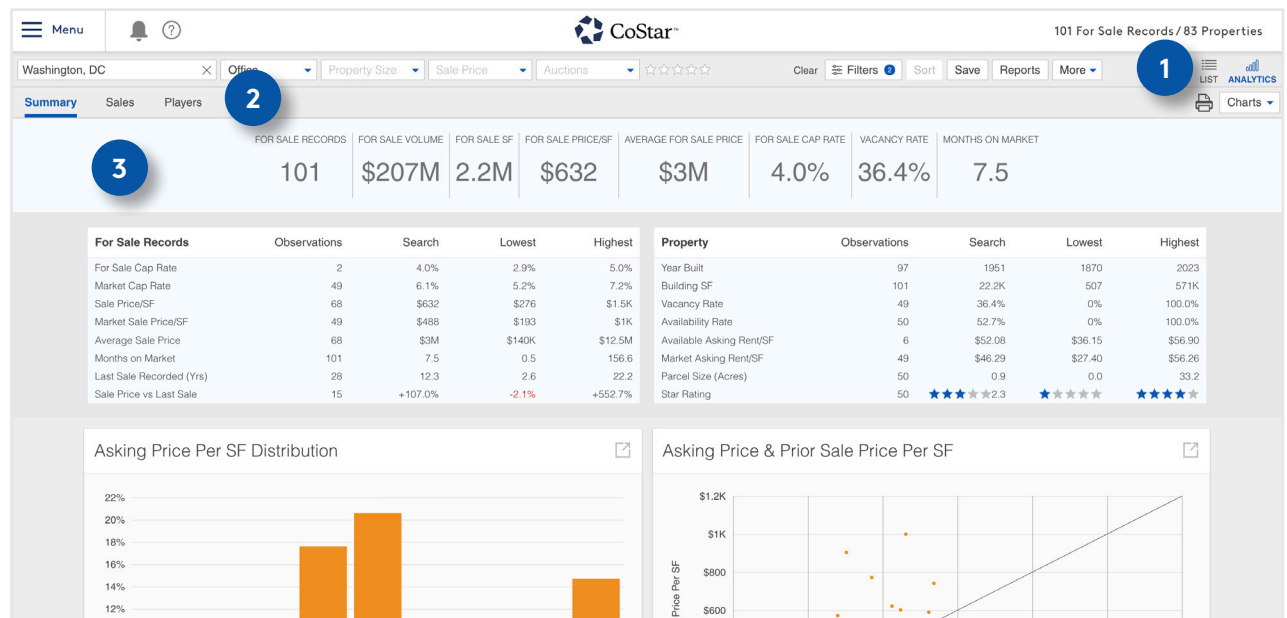 Menu
?
CoStar™
101 For Sale Records / 83 Properties
Washington, DC
Office
Property Size
Sale Price
Auctions
Clear
Filters 2
Sort
Save
Reports
More
1
LIST
ANALYTICS
Summary
Sales
Players
2
Charts
3
FOR SALE RECORDS FOR SALE VOLUME FOR SALE SF FOR SALE PRICE/SF AVERAGE FOR SALE PRICE FOR SALE CAP RATE VACANCY RATE MONTHS ON MARKET
101 $207M 2.2M $632 $3M 4.0% 36.4% 7.5
For Sale Records Observations Search Lowest Highest
For Sale Cap Rate 2 4.0% 2.9% 5.0%
Market Cap Rate 49 6.1% 5.2% 7.2%
Sale Price/SF 68 $632 $276 $1.5K
Market Sale Price/SF 49 $488 $193 $1K
Average Sale Price 68 $3M $140K $12.5M
Months on Market 101 7.5 0.5 156.6
Last Sale Recorded (Yrs) 28 12.3 2.6 22.2
Sale Price vs Last Sale 15 +107.0% -2.1% +552.7%
Property Observations Search Lowest Highest
Year Built 97 1951 1870 2023
Building SF 101 22.2K 507 571K
Vacancy Rate 49 36.4% 0% 100.0%
Availability Rate 50 52.7% 0% 100.0%
Available Asking Rent/SF 6 $52.08 $36.15 $56.90
Market Asking Rent/SF 49 $46.29 $27.40 $56.26
Parcel Size (Acres) 50 0.9 0.0 33.2
Star Rating 50 2.3
Asking Price Per SF Distribution
22%
20%
18%
16%
14%
12%
Asking Price & Prior Sale Price Per SF
$1.2K
$1K
$800
$600
Price Per SF